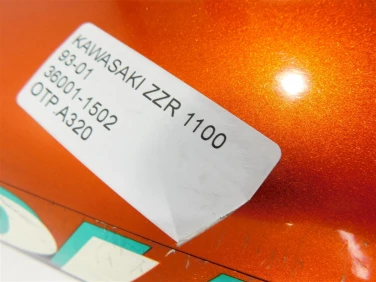 KAWASAKI ZZR 1100
93-01
36001-1502
OTP A320